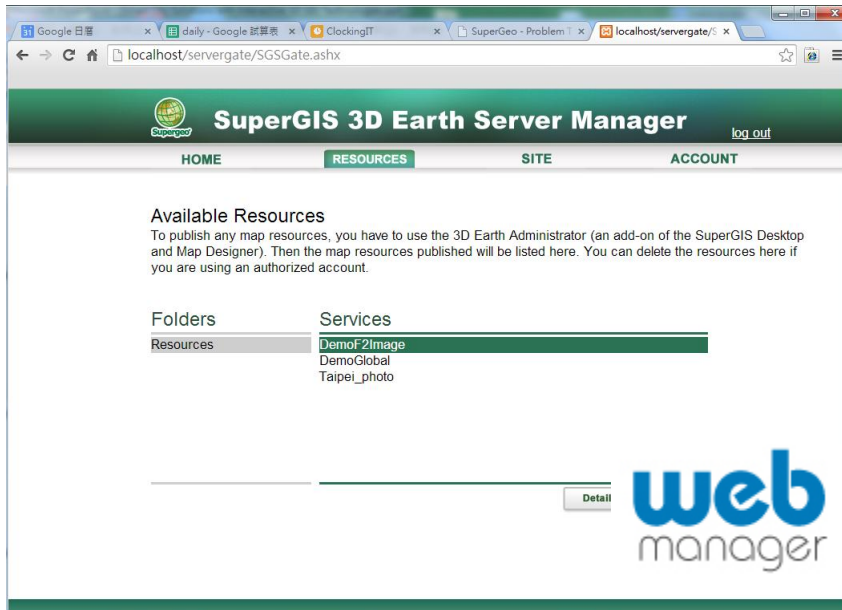 Google 日曆
daily - Google 試算表
ClockingIT
SuperGeo - Problem T
localhost/servergate/S
localhost/servergate/SGSGate.ashx
Supergeo
SuperGIS 3D Earth Server Manager
log out
HOME RESOURCES SITE ACCOUNT
Available Resources
To publish any map resources, you have to use the 3D Earth Administrator (an add-on of the SuperGIS Desktop
and Map Designer). Then the map resources published will be listed here. You can delete the resources here if
you are using an authorized account.
Folders Services
Resources DemoF2Image
DemoGlobal
Taipei_photo
Detail
web
manager